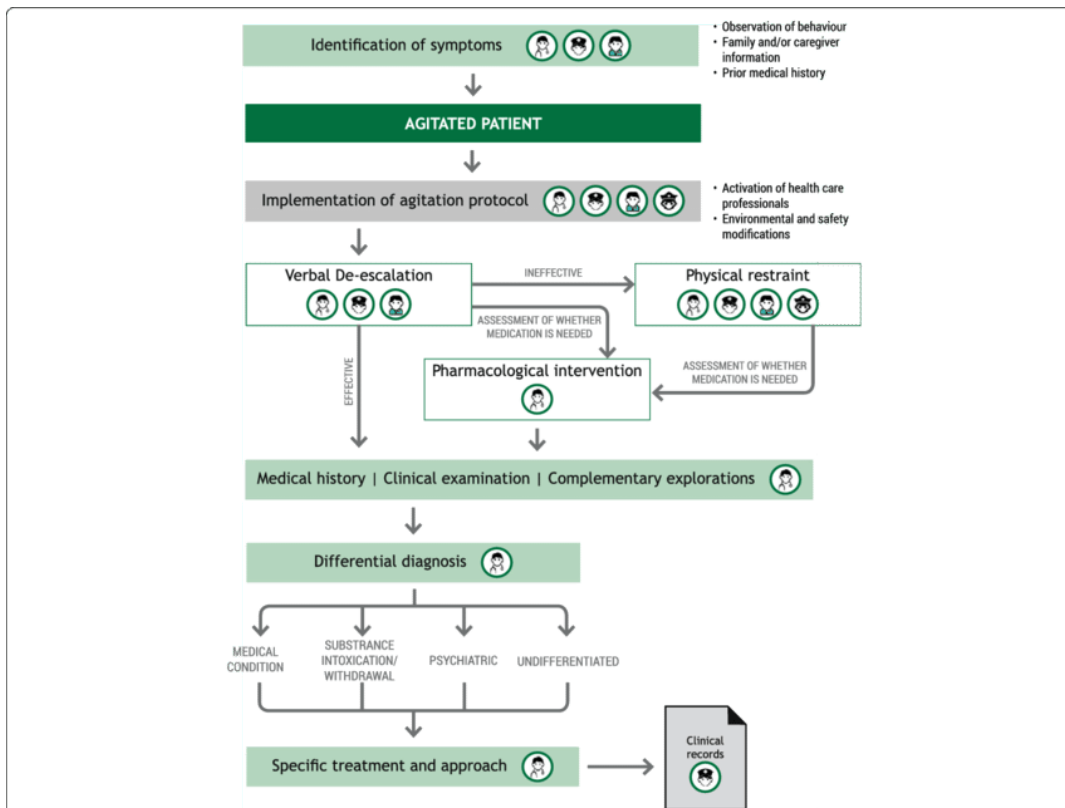 Identification of symptoms
• Observation of behaviour
• Family and/or caregiver
information
• Prior medical history
AGITATED PATIENT
Implementation of agitation protocol
• Activation of health care
professionals
• Environmental and safety
modifications
Verbal De-escalation
INEFFECTIVE
Physical restraint
ASSESSMENT OF WHETHER
MEDICATION IS NEEDED
EFFECTIVE
Pharmacological intervention
ASSESSMENT OF WHETHER
MEDICATION IS NEEDED
Medical history | Clinical examination | Complementary explorations
Differential diagnosis
MEDICAL
CONDITION
SUBSTRANCE
INTOXICATION/
WITHDRAWAL
PSYCHIATRIC
UNDIFFERENTIATED
Specific treatment and approach
Clinical
records